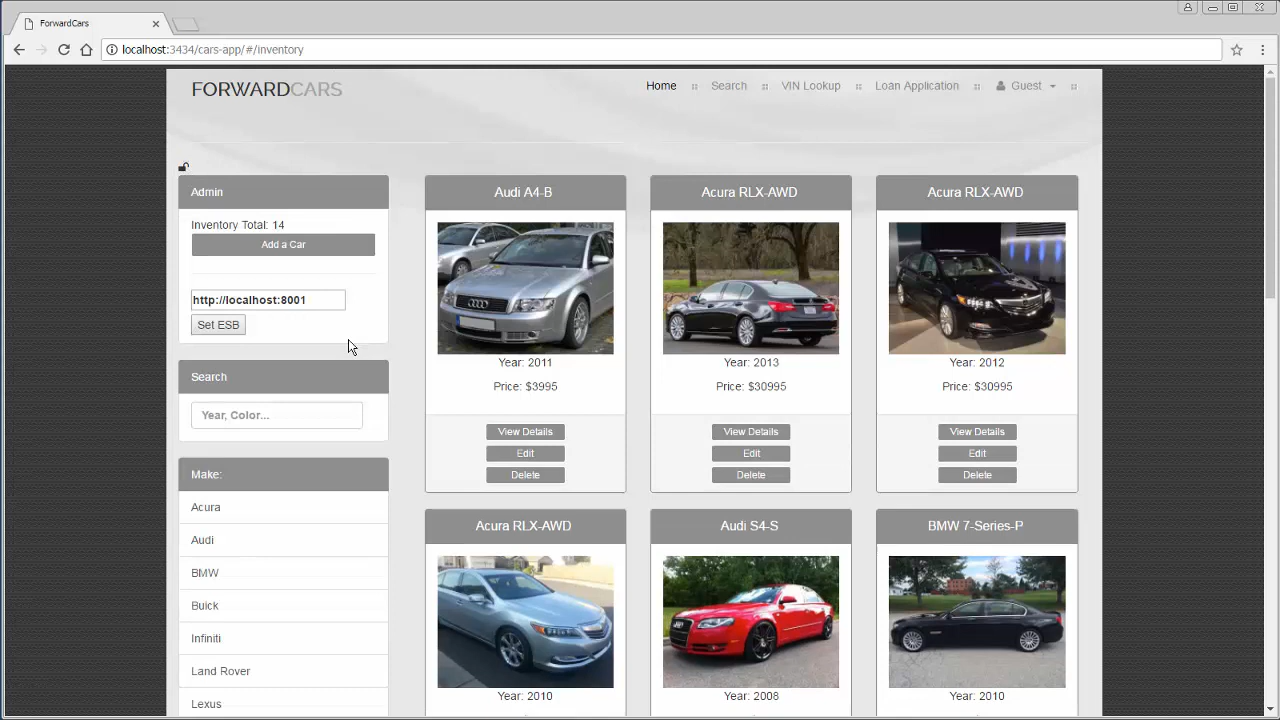 ForwardCars
localhost:3434/cars-app/#/inventory
FORWARDCARS
Home :: Search :: VIN Lookup :: Loan Application :: Guest ::
Admin
Inventory Total: 14
Add a Car
http://localhost:8001
Set ESB
Search
Year, Color...
Make:
Acura
Audi
BMW
Buick
Infiniti
Land Rover
Lexus
Audi A4-B
Year: 2011
Price: $3995
View Details
Edit
Delete
Acura RLX-AWD
Year: 2013
Price: $30995
View Details
Edit
Delete
Acura RLX-AWD
Year: 2012
Price: $30995
View Details
Edit
Delete
Acura RLX-AWD
Year: 2010
Audi S4-S
Year: 2008
BMW 7-Series-P
Year: 2010